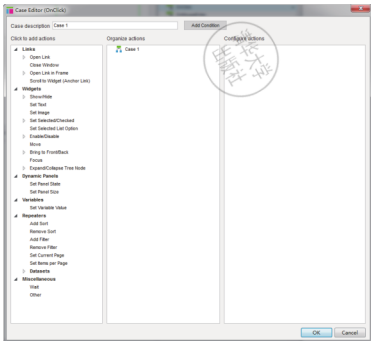 Case Editor (OnClick)
Case description Case 1 Add Condition
Click to add actions Organize actions Configure actions
Links
Open Link
Close Window
Open Link in Frame
Scroll to Widget (Anchor Link)
Widgets
Show/Hide
Set Text
Set Image
Set Selected/Checked
Set Selected List Option
Enable/Disable
Move
Bring to Front/Back
Focus
Expand/Collapse Tree Node
Dynamic Panels
Set Panel State
Set Panel Size
Variables
Set Variable Value
Repeaters
Add Sort
Remove Sort
Add Filter
Remove Filter
Set Current Page
Set Items per Page
Datasets
Miscellaneous
Wait
Other
Case 1
OK Cancel